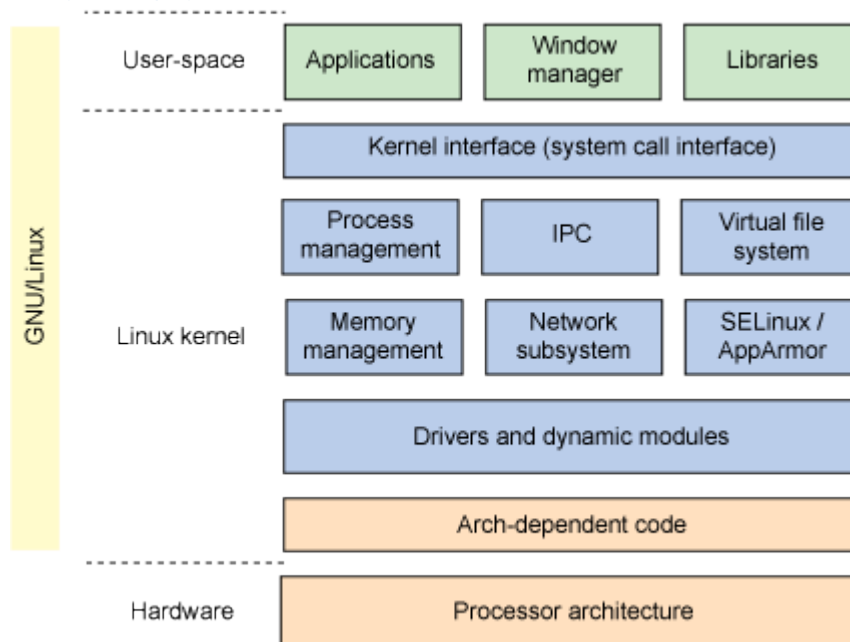 GNU/Linux
User-space
Applications
Window
manager
Libraries
Linux kernel
Kernel interface (system call interface)
Process
management
IPC
Virtual file
system
Memory
management
Network
subsystem
SELinux /
AppArmor
Drivers and dynamic modules
Arch-dependent code
Hardware
Processor architecture